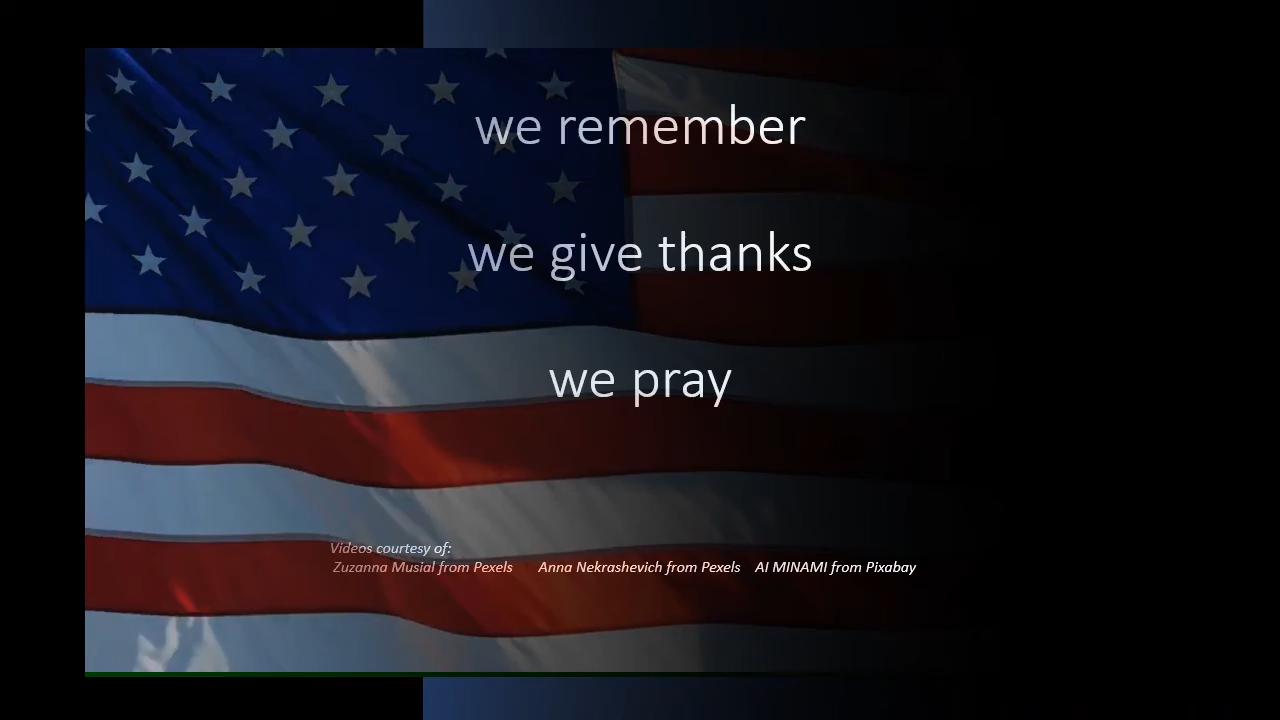 we remember
we give thanks
we pray
Videos courtesy of:
Zuzanna Musial from Pexels Anna Nekrashevich from Pexels AI MINAMI from Pixabay